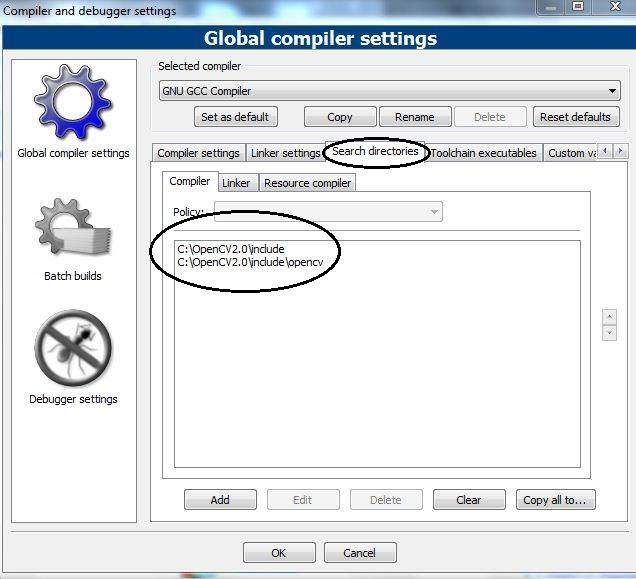 Compiler and debugger settings
Global compiler settings
Global compiler settings
Batch builds
Debugger settings
Selected compiler
GNU GCC Compiler
Set as default Copy Rename Delete Reset defaults
Compiler settings Linker settings Search directories Toolchain executables Custom va
Compiler Linker Resource compiler
Policy:
C:\OpenCV2.0\include
C:\OpenCV2.0\include\opencv
Add Edit Delete Clear Copy all to...
OK Cancel